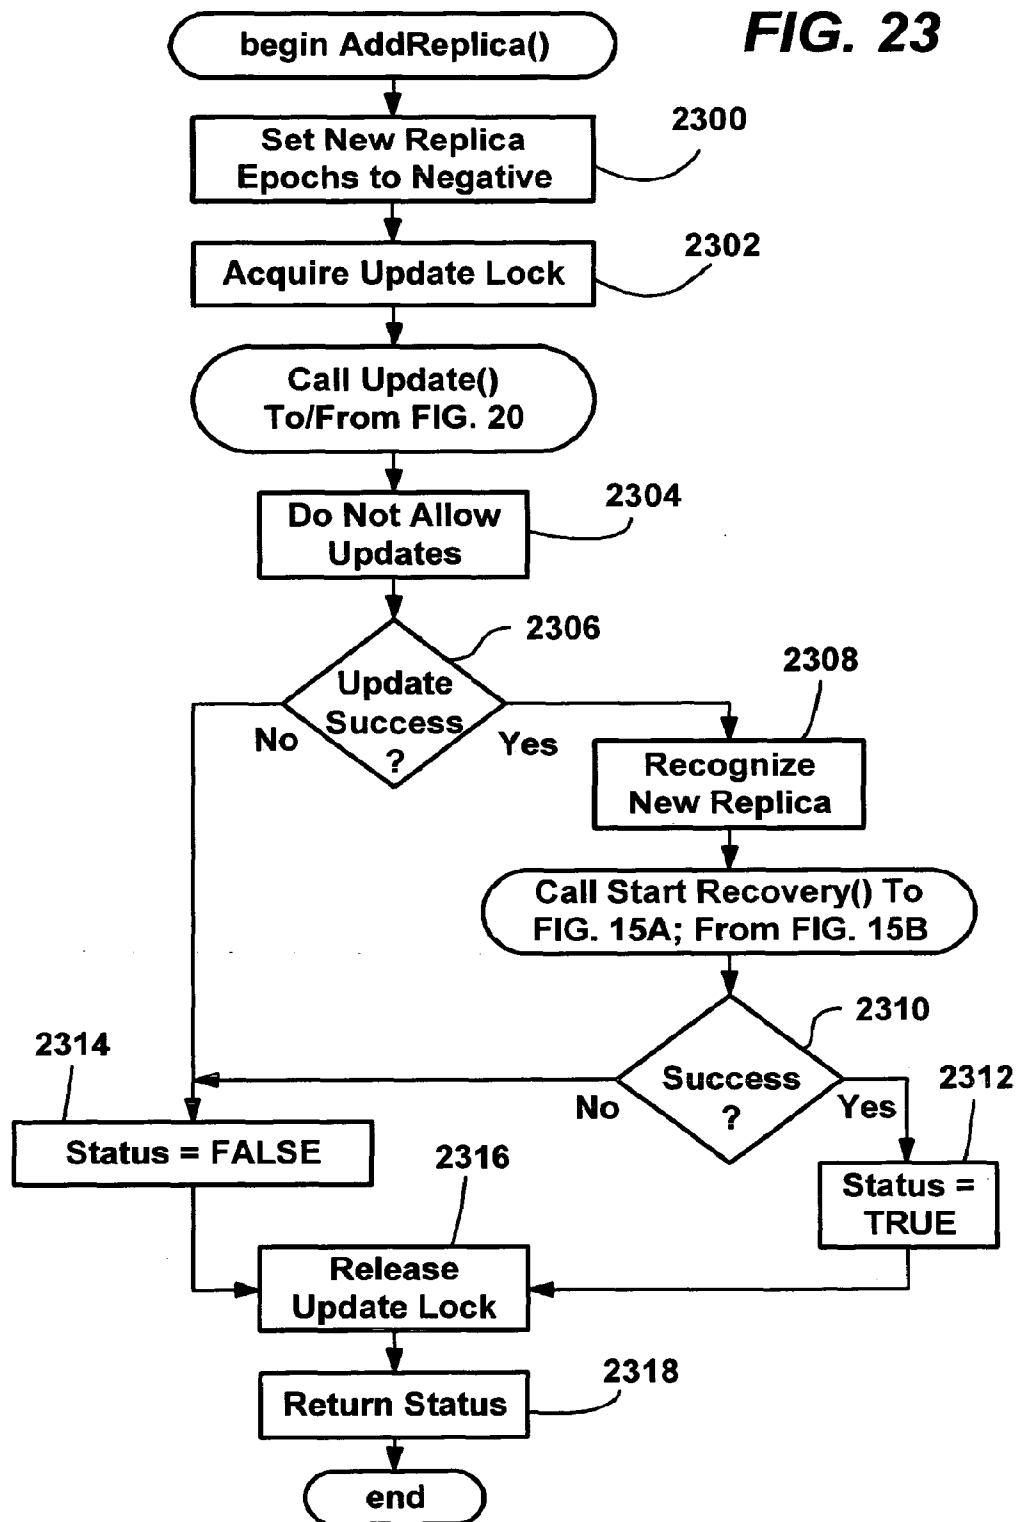 FIG. 23
begin AddReplica()
2300
Set New Replica
Epochs to Negative
2302
Acquire Update Lock
Call Update()
To/From FIG. 20
2304
Do Not Allow
Updates
2306
Update
Success
?
No
Yes
2308
Recognize
New Replica
Call Start Recovery() To
FIG. 15A; From FIG. 15B
2310
Success
?
No
Yes
2312
Status =
TRUE
2314
Status = FALSE
2316
Release
Update Lock
2318
Return Status
end